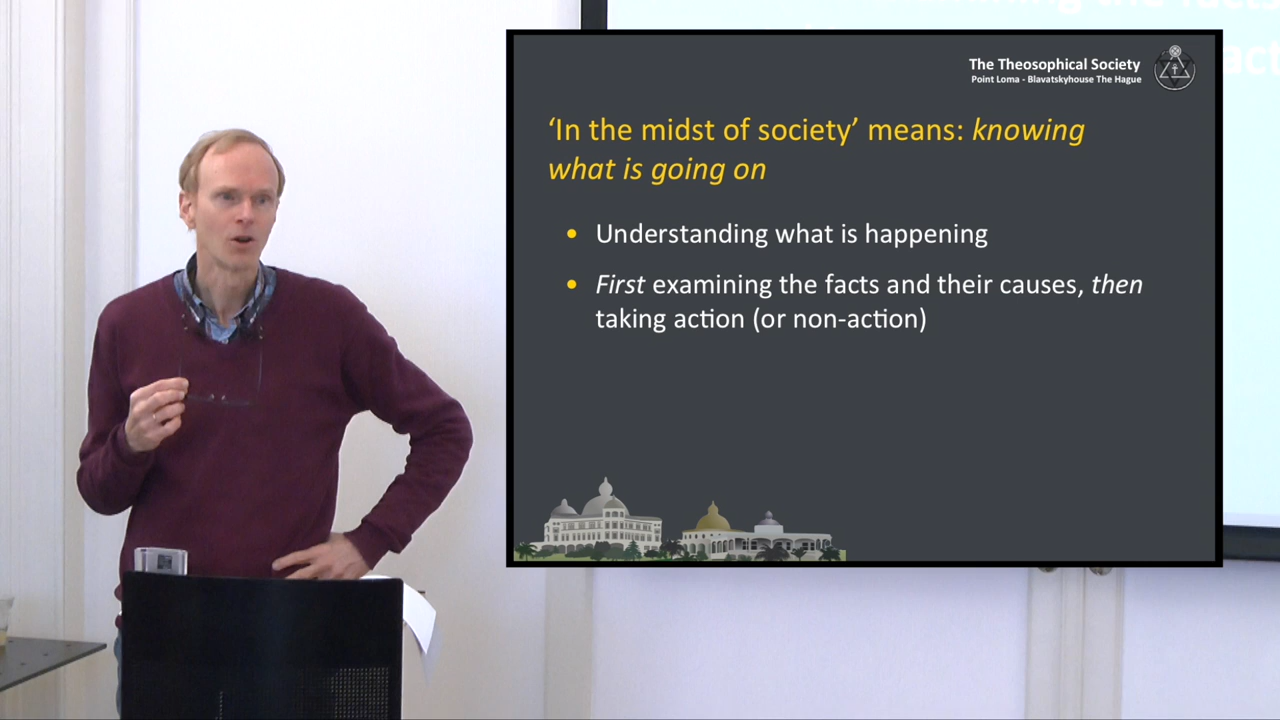 The Theosophical Society
Point Loma - Blavatskyhouse The Hague
‘In the midst of society’ means: knowing
what is going on
• Understanding what is happening
• First examining the facts and their causes, then
taking action (or non-action)